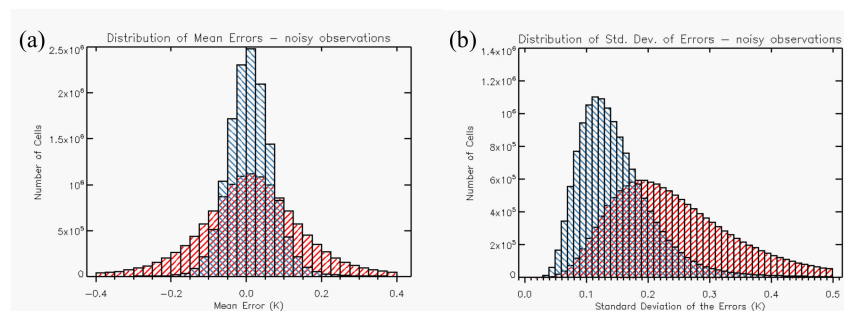 (a)
Distribution of Mean Errors – noisy observations
2.5x10⁶
2x10⁶
1.5x10⁶
10⁶
5x10⁵
0
Number of Cells
−0.4 −0.2 0.0 0.2 0.4
Mean Error (K)
(b)
Distribution of Std. Dev. of Errors – noisy observations
1.4x10⁶
1.2x10⁶
10⁶
8x10⁵
6x10⁵
4x10⁵
2x10⁵
0
Number of Cells
0.0 0.1 0.2 0.3 0.4 0.5
Standard Deviation of the Errors (K)